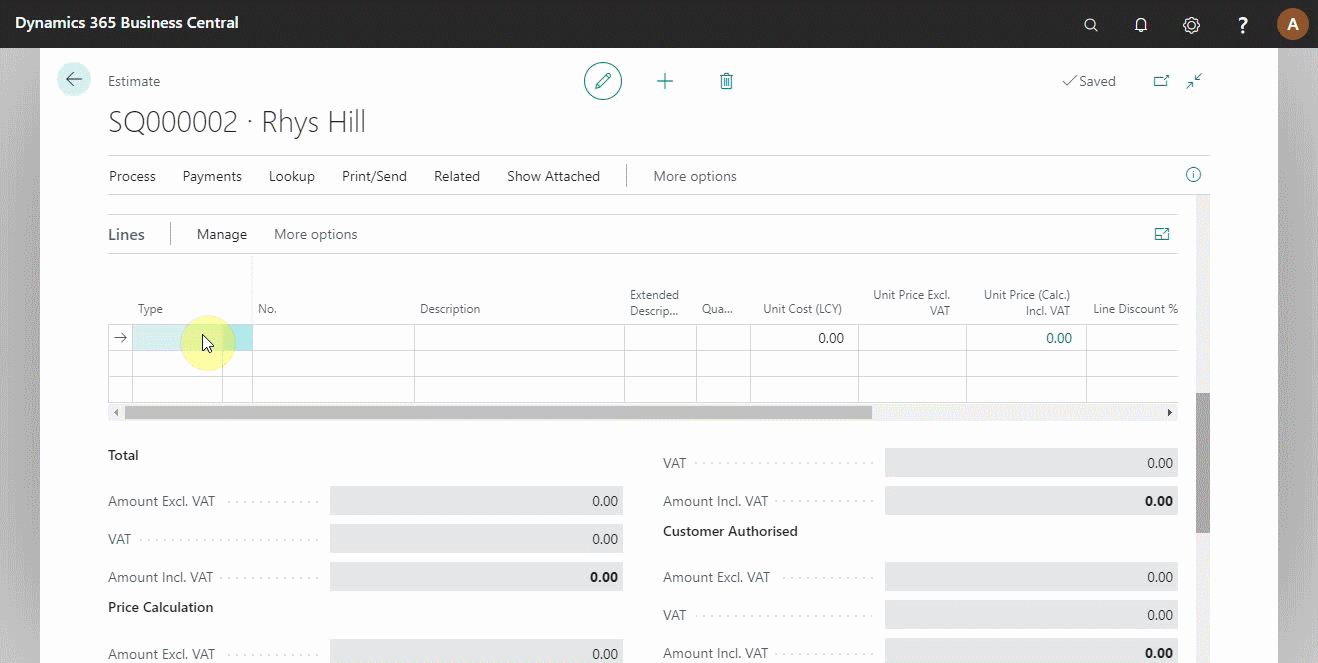 Dynamics 365 Business Central
?
A
Estimate
Saved
SQ000002 · Rhys Hill
Process Payments Lookup Print/Send Related Show Attached More options
Lines Manage More options
Type No. Description Extended Descrip... Qua... Unit Cost (LCY) Unit Price Excl. VAT Unit Price (Calc.) Incl. VAT Line Discount %
0.00 0.00
Total
Amount Excl. VAT 0.00
VAT 0.00
Amount Incl. VAT 0.00
Price Calculation
Amount Excl. VAT 0.00
VAT 0.00
Amount Incl. VAT 0.00
Customer Authorised
Amount Excl. VAT 0.00
VAT 0.00
Amount Incl. VAT 0.00